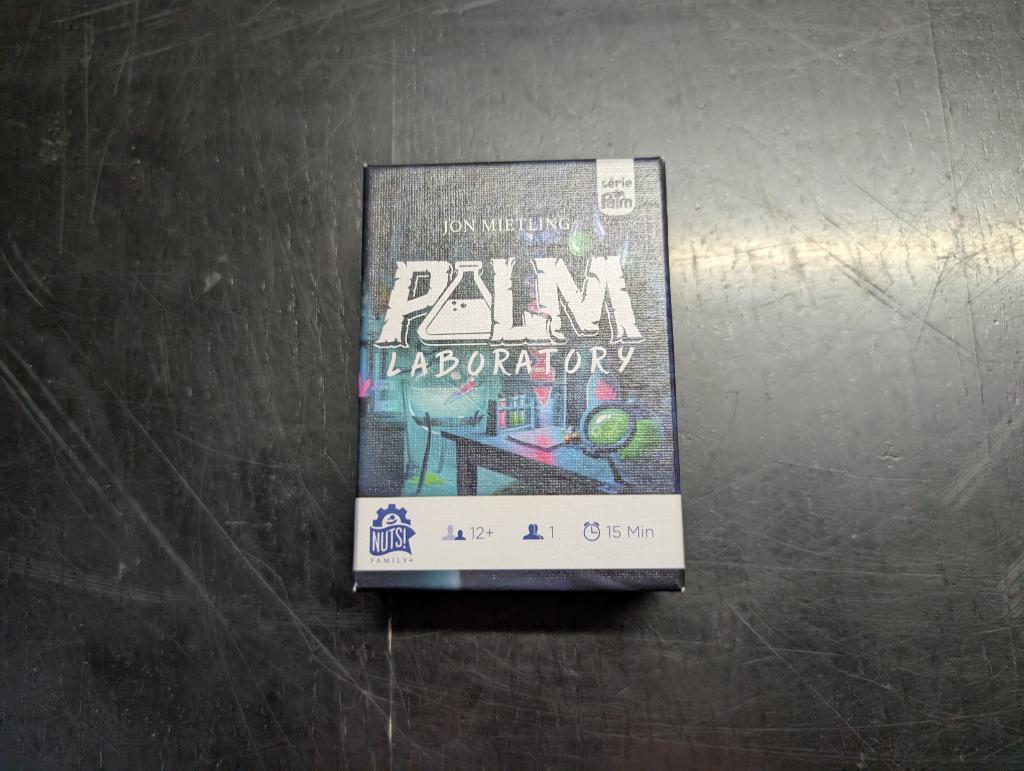 série
Palm
JON MIETLING
PALM
LABORATORY
NUTS!
FAMILY+
12+
1
15 Min